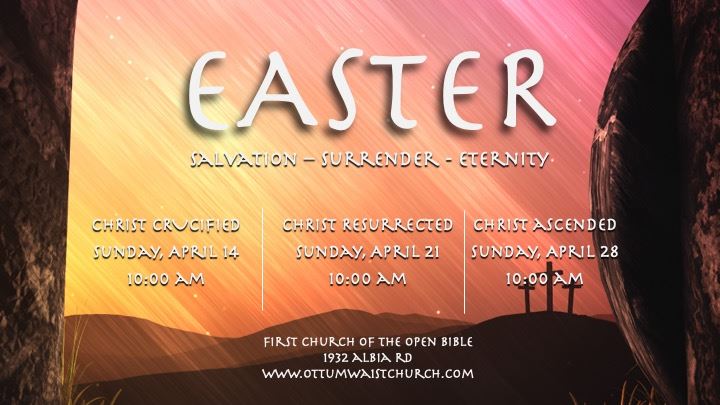 EASTER
SALVATION – SURRENDER - ETERNITY
CHRIST CRUCIFIED
SUNDAY, APRIL 14
10:00 AM
CHRIST RESURRECTED
SUNDAY, APRIL 21
10:00 AM
CHRIST ASCENDED
SUNDAY, APRIL 28
10:00 AM
FIRST CHURCH OF THE OPEN BIBLE
1932 ALBIA RD
WWW.OTTUMWA1STCHURCH.COM